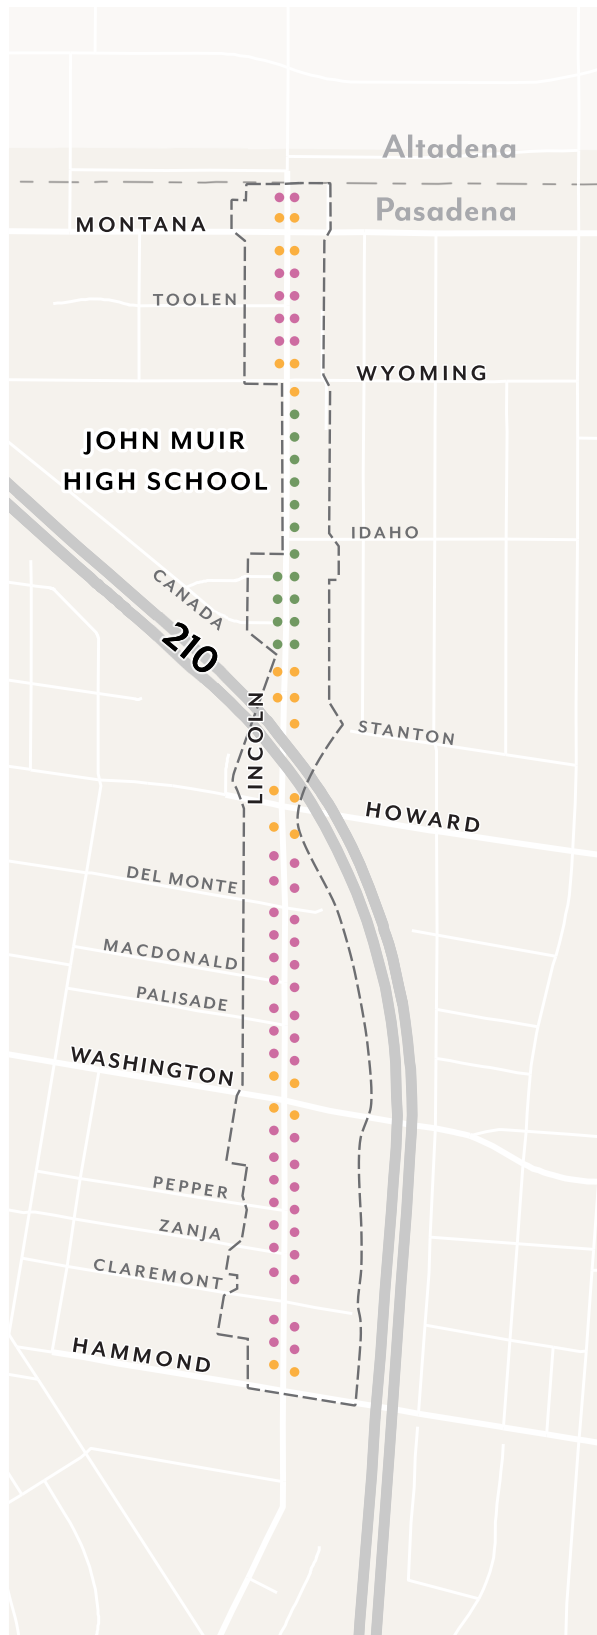 Altadena
Pasadena
MONTANA
TOOLEN
WYOMING
JOHN MUIR
HIGH SCHOOL
IDAHO
CANADA
210
LINCOLN
STANTON
HOWARD
DEL MONTE
MACDONALD
PALISADE
WASHINGTON
PEPPER
ZANJA
CLAREMONT
HAMMOND